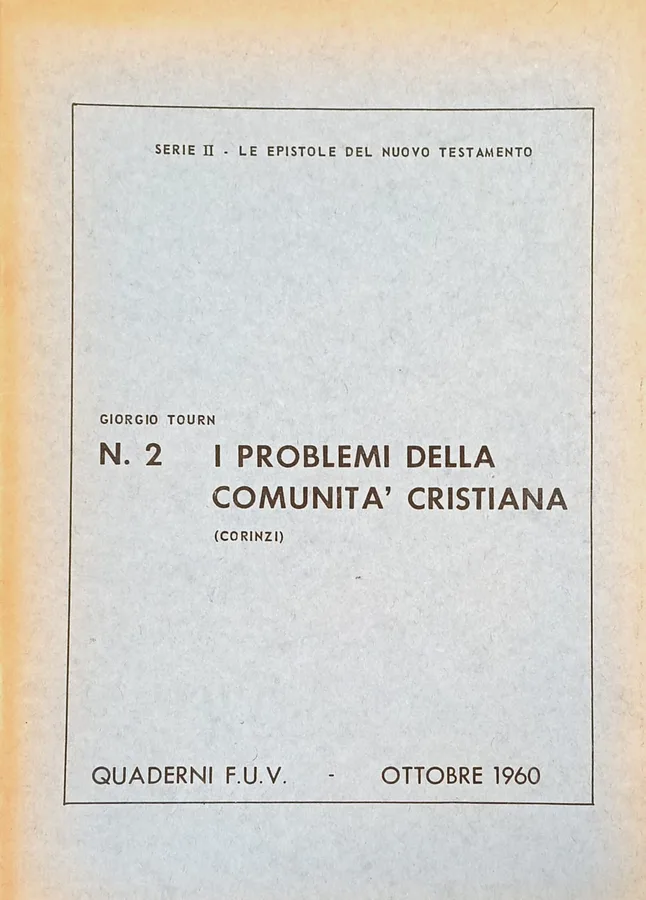 SERIE II - LE EPISTOLE DEL NUOVO TESTAMENTO
GIORGIO TOURN
N. 2 I PROBLEMI DELLA
COMUNITA' CRISTIANA
(CORINZI)
QUADERNI F.U.V. - OTTOBRE 1960